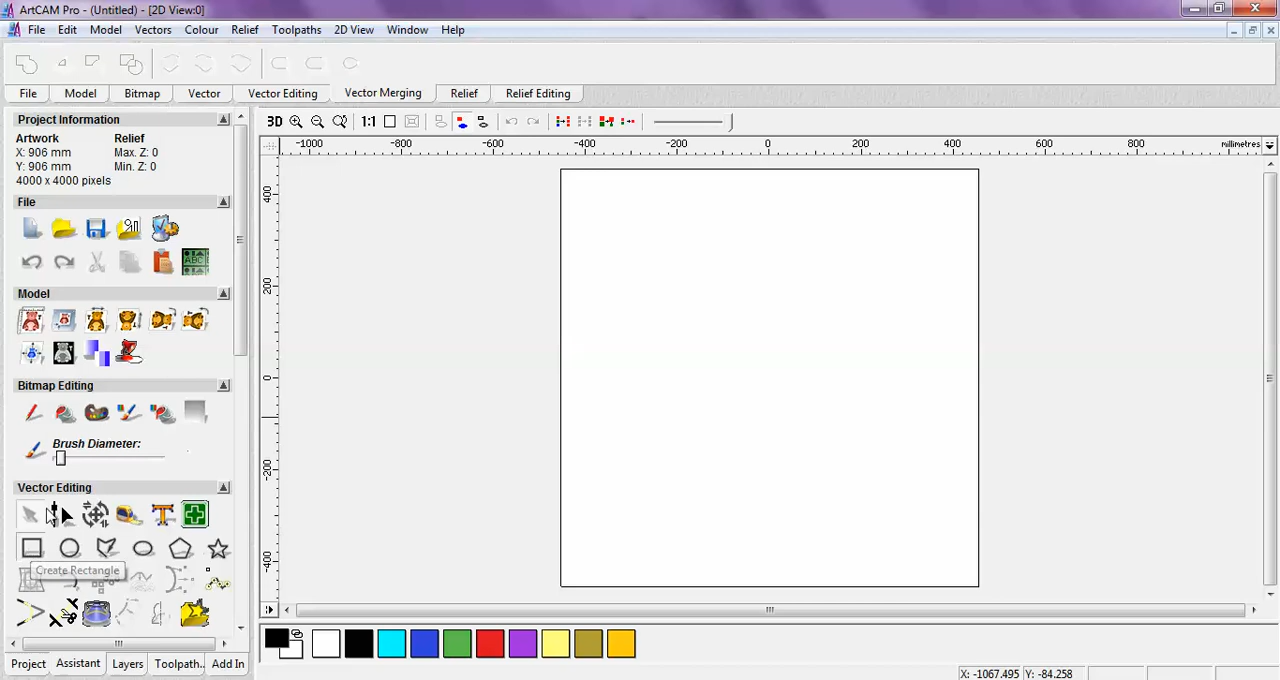 ArtCAM Pro - (Untitled) - [2D View:0]
File Edit Model Vectors Colour Relief Toolpaths 2D View Window Help
File Model Bitmap Vector Vector Editing Vector Merging Relief Relief Editing
Project Information
Artwork Relief
X: 906 mm Max. Z: 0
Y: 906 mm Min. Z: 0
4000 x 4000 pixels
File
Model
Bitmap Editing
Brush Diameter:
Vector Editing
Create Rectangle
Project Assistant Layers Toolpath.. Add In
3D 1:1
-1000 -800 -600 -400 -200 0 200 400 600 800 millimetres
400
200
0
-200
-400
X: -1067.495 Y: -84.258